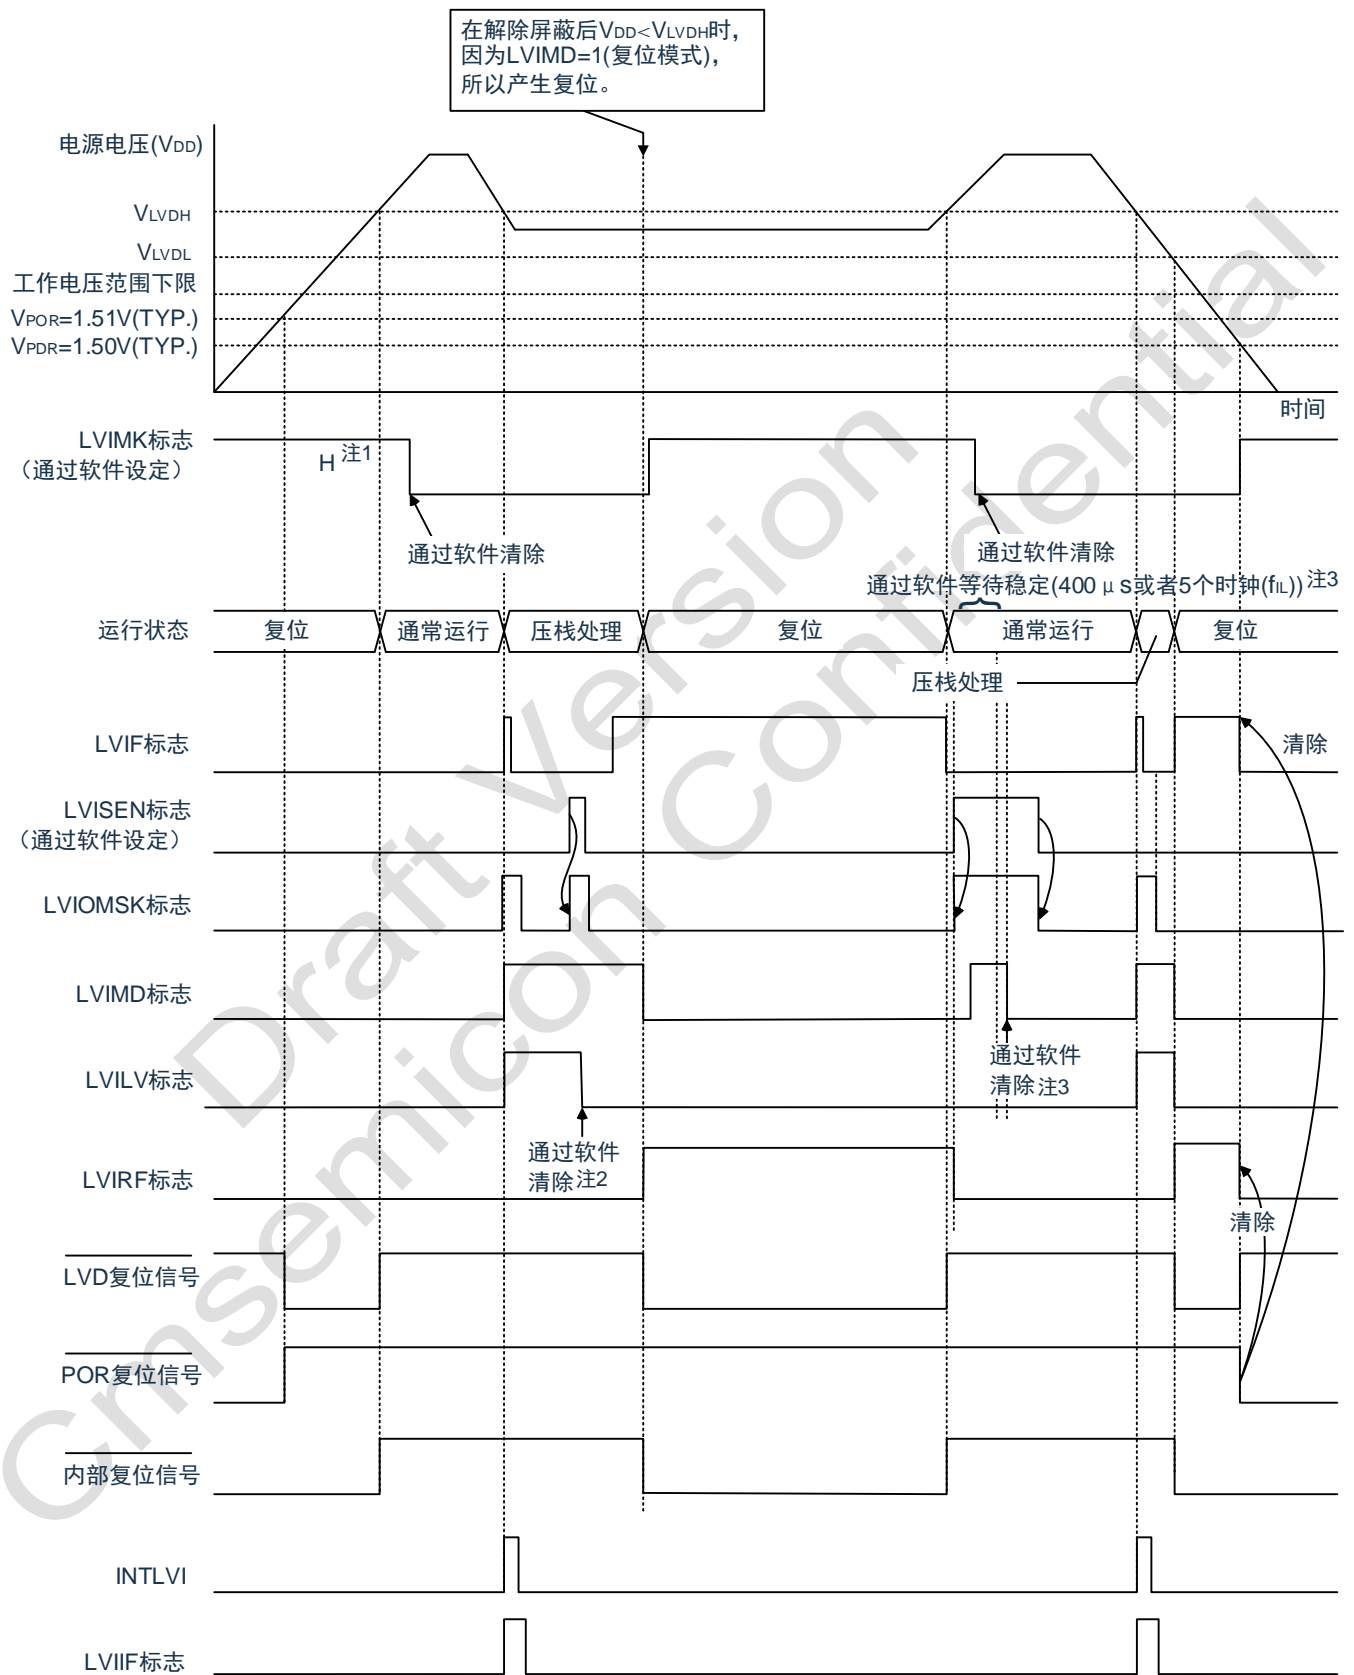 在解除屏蔽后VDD<VLVDH时，
因为LVIMD=1(复位模式)，
所以产生复位。
电源电压(VDD)
VLVDH
VLVDL
工作电压范围下限
VPOR=1.51V(TYP.)
VPDR=1.50V(TYP.)
时间
LVIMK标志
（通过软件设定）
H 注1
通过软件清除
通过软件清除
通过软件等待稳定(400μs或者5个时钟(fIL)) 注3
运行状态
复位
通常运行
压栈处理
复位
通常运行
复位
压栈处理
LVIF标志
清除
LVISEN标志
（通过软件设定）
LVIOMSK标志
LVIMD标志
通过软件
清除 注3
LVILV标志
通过软件
清除 注2
LVIRF标志
清除
LVD复位信号
POR复位信号
内部复位信号
INTLVI
LVIIF标志
Draft Version
Cmsemicon Confidential